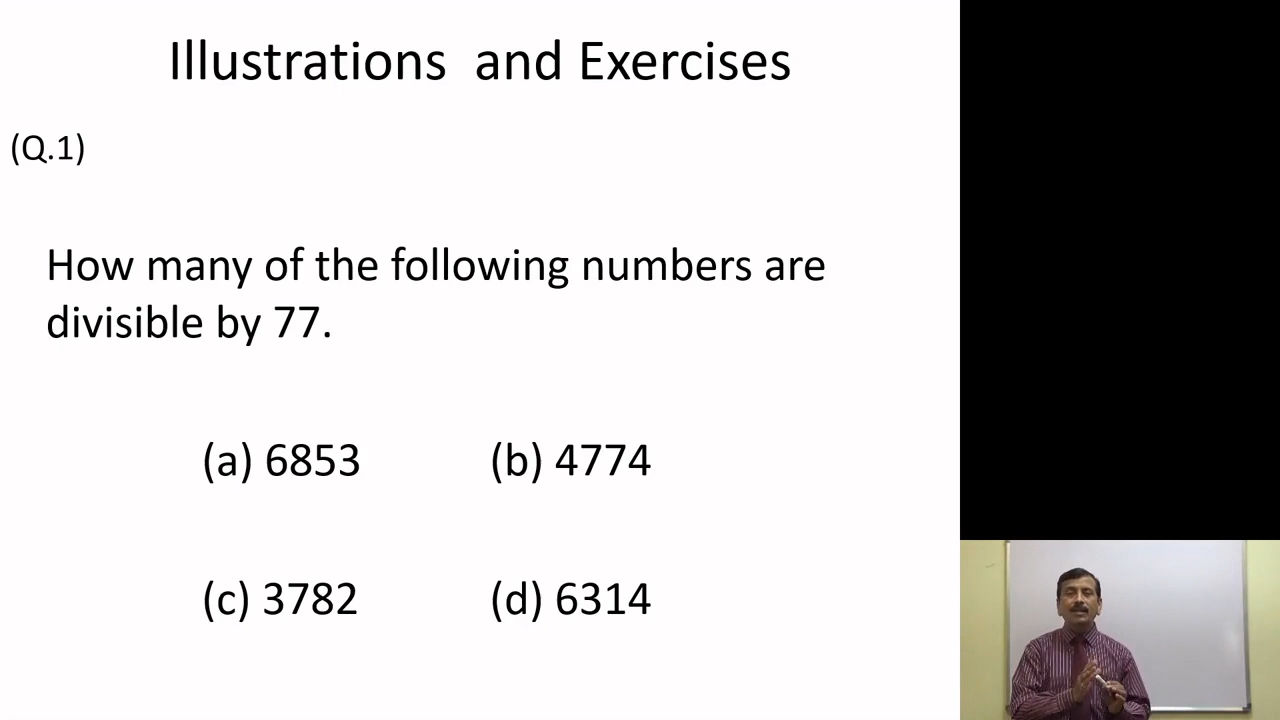 Illustrations and Exercises
(Q.1)
How many of the following numbers are
divisible by 77.
(a) 6853 (b) 4774
(c) 3782 (d) 6314